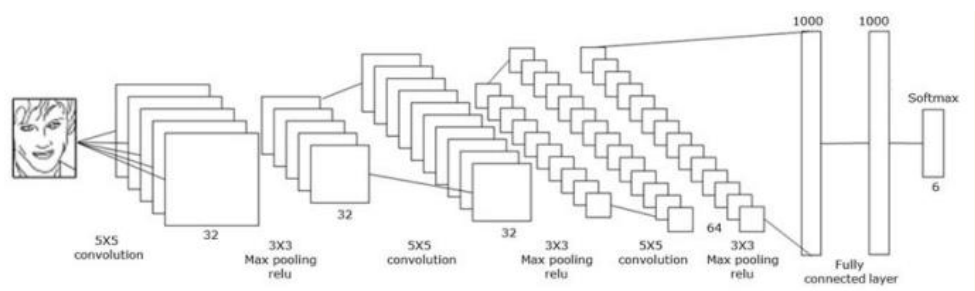 1000
1000
Softmax
6
32
5X5
convolution
32
3X3
Max pooling
relu
5X5
convolution
32
3X3
Max pooling
relu
5X5
convolution
64
3X3
Max pooling
relu
Fully
connected layer